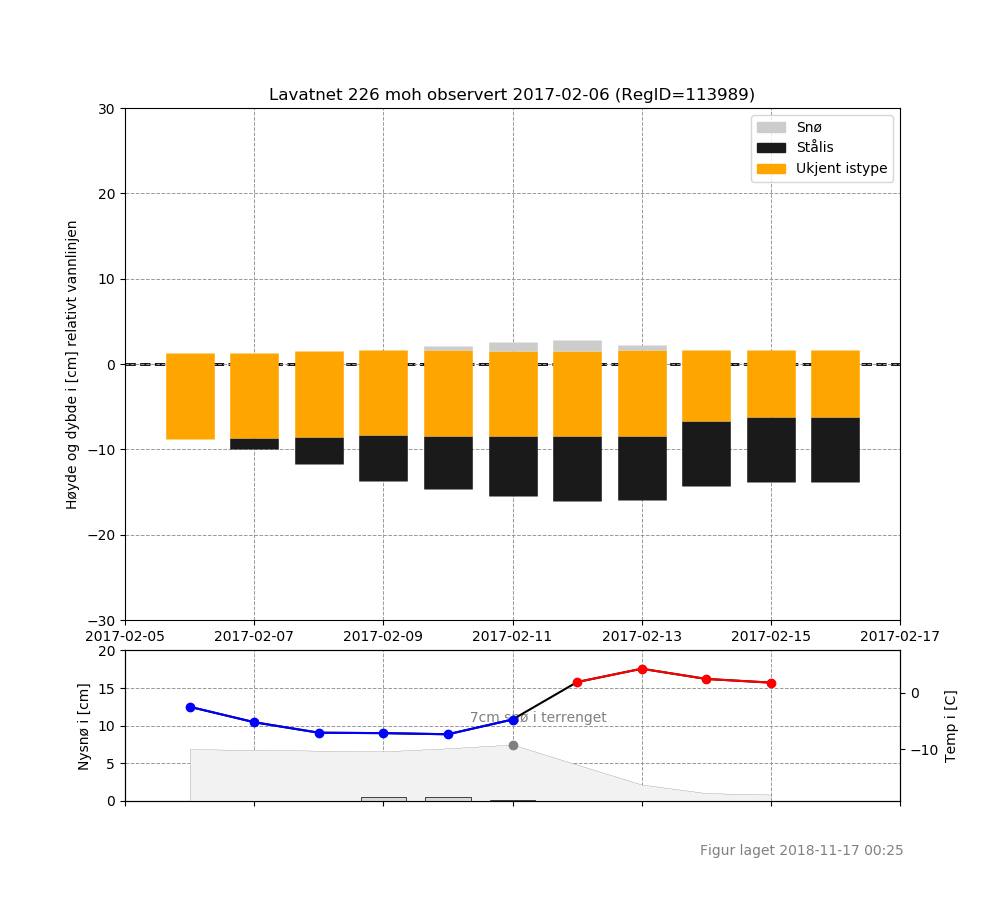 Lavatnet 226 moh observert 2017-02-06 (RegID=113989)
Snø
Stålis
Ukjent istype
Høyde og dybde i [cm] relativt vannlinjen
30
20
10
0
−10
−20
−30
2017-02-05 2017-02-07 2017-02-09 2017-02-11 2017-02-13 2017-02-15 2017-02-17
Nysnø i [cm]
20
15
10
5
0
7cm snø i terrenget
0
−10
Temp i [C]
Figur laget 2018-11-17 00:25